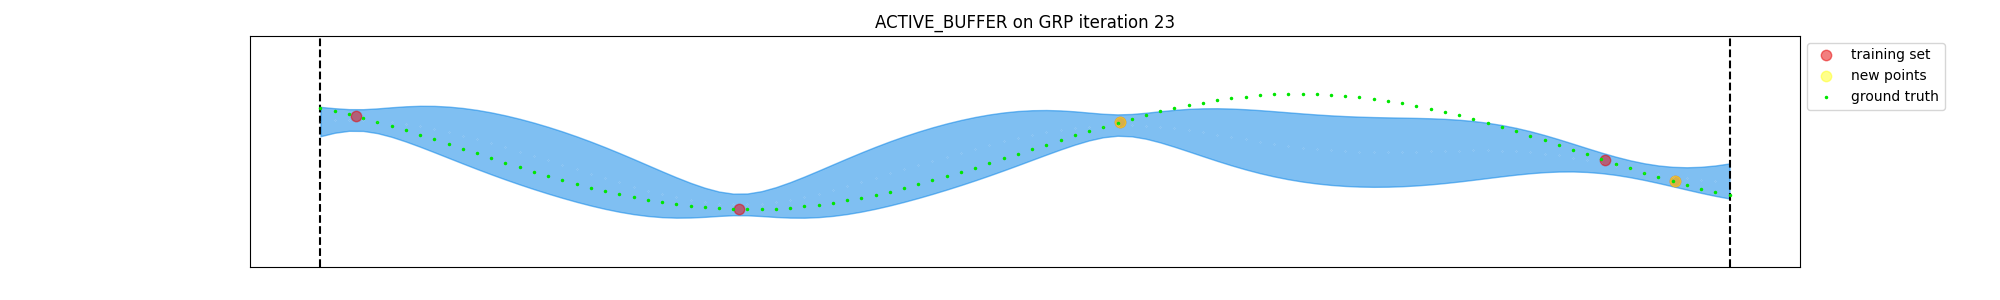 ACTIVE_BUFFER on GRP iteration 23
training set
new points
ground truth